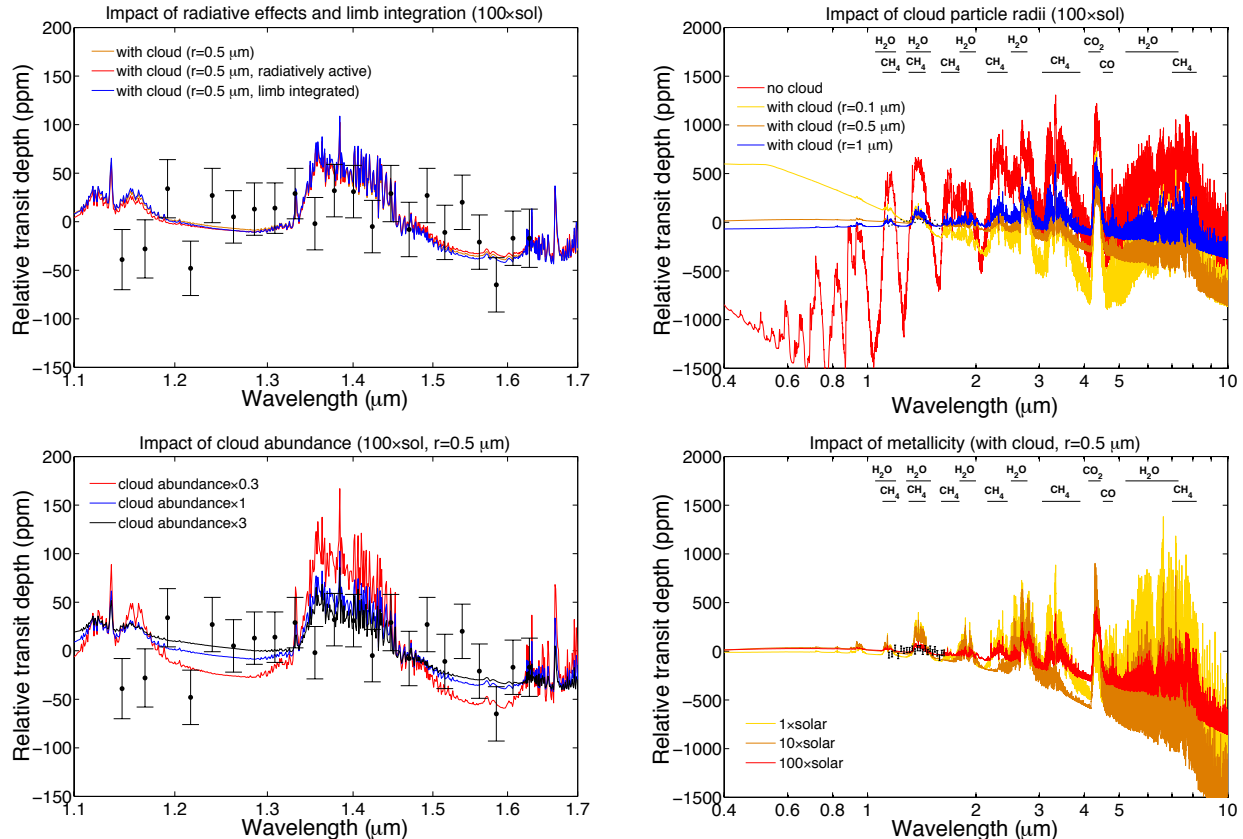 Impact of radiative effects and limb integration (100×sol)
150
100
50
0
−50
−100
−150
Relative transit depth (ppm)
with cloud (r=0.5 μm)
with cloud (r=0.5 μm, radiatively active)
with cloud (r=0.5 μm, limb integrated)
1.1 1.2 1.3 1.4 1.5 1.6 1.7
Wavelength (μm)
Impact of cloud particle radii (100×sol)
2000
1500
1000
500
0
−500
−1000
1500
Relative transit depth (ppm)
H₂O H₂O H₂O H₂O CO₂ H₂O
CH₄ CH₄ CH₄ CH₄ CH₄ CO CH₄
no cloud
with cloud (r=0.1 μm)
with cloud (r=0.5 μm)
with cloud (r=1 μm)
0.4 0.6 0.8 1 2 3 4 5 10
Wavelength (μm)
Impact of cloud abundance (100×sol, r=0.5 μm)
150
100
50
0
−50
−100
−150
Relative transit depth (ppm)
cloud abundance×0.3
cloud abundance×1
cloud abundance×3
1.1 1.2 1.3 1.4 1.5 1.6 1.7
Wavelength (μm)
Impact of metallicity (with cloud, r=0.5 μm)
2000
1500
1000
500
0
−500
−1000
−1500
Relative transit depth (ppm)
H₂O H₂O H₂O H₂O CO₂ H₂O
CH₄ CH₄ CH₄ CH₄ CH₄ CO CH₄
1×solar
10×solar
100×solar
0.4 0.6 0.8 1 2 3 4 5 10
Wavelength (μm)